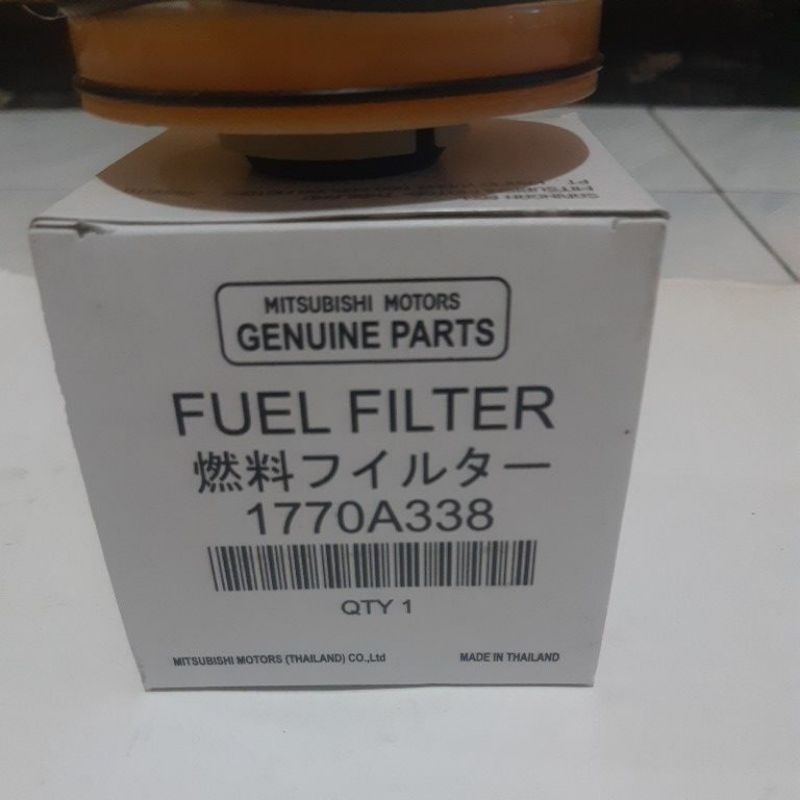 MITSUBISHI MOTORS
GENUINE PARTS
FUEL FILTER
燃料フイルター
1770A338
QTY 1
MITSUBISHI MOTORS (THAILAND) CO.,Ltd
MADE IN THAILAND